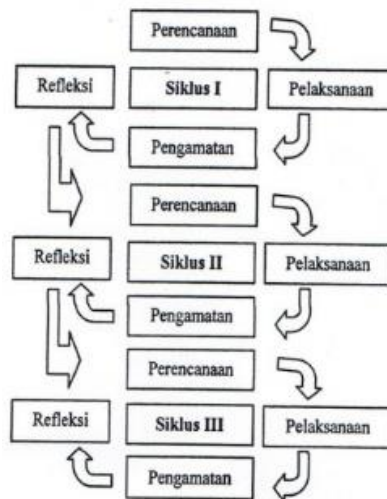 Perencanaan
Refleksi
Siklus I
Pelaksanaan
Pengamatan
Perencanaan
Refleksi
Siklus II
Pelaksanaan
Pengamatan
Perencanaan
Refleksi
Siklus III
Pelaksanaan
Pengamatan